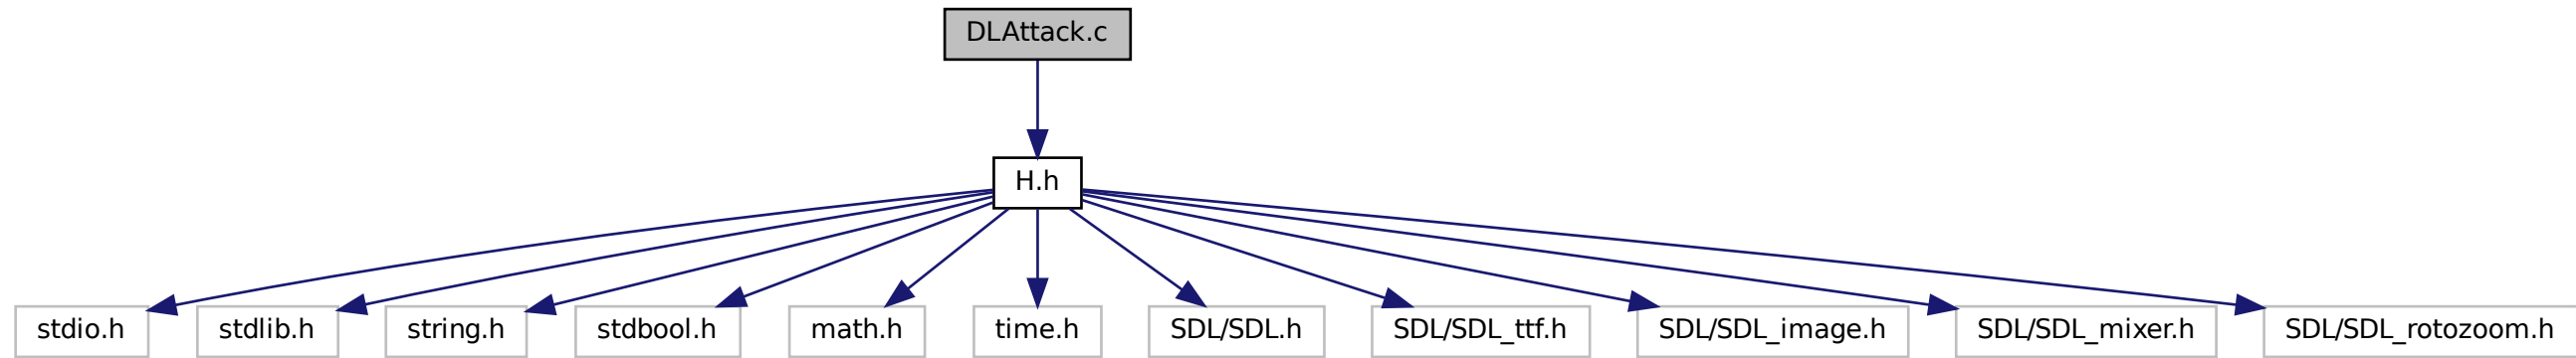 DLAttack.c
H.h
stdio.h
stdlib.h
string.h
stdbool.h
math.h
time.h
SDL/SDL.h
SDL/SDL_ttf.h
SDL/SDL_image.h
SDL/SDL_mixer.h
SDL/SDL_rotozoom.h